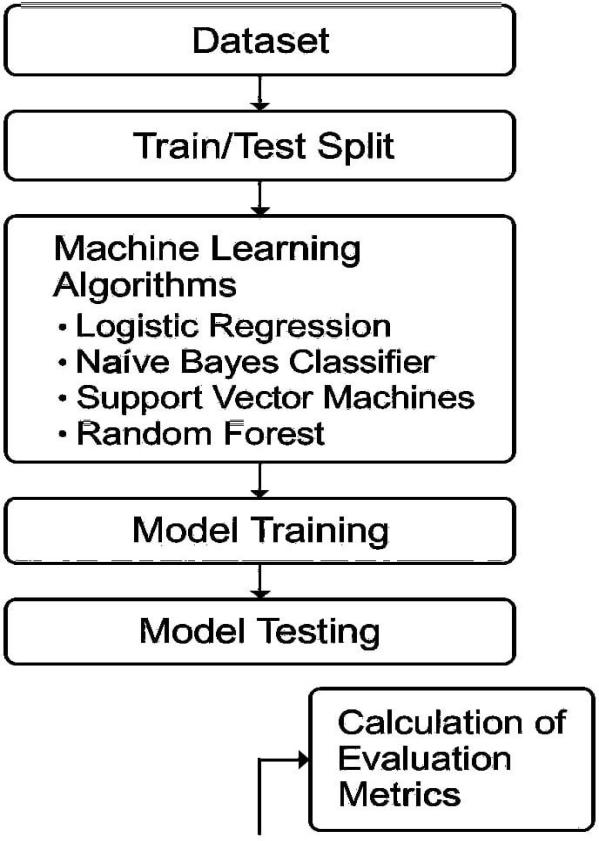 Dataset
Train/Test Split
Machine Learning
Algorithms
• Logistic Regression
• Naíve Bayes Classifier
• Support Vector Machines
• Random Forest
Model Training
Model Testing
Calculation of
Evaluation
Metrics